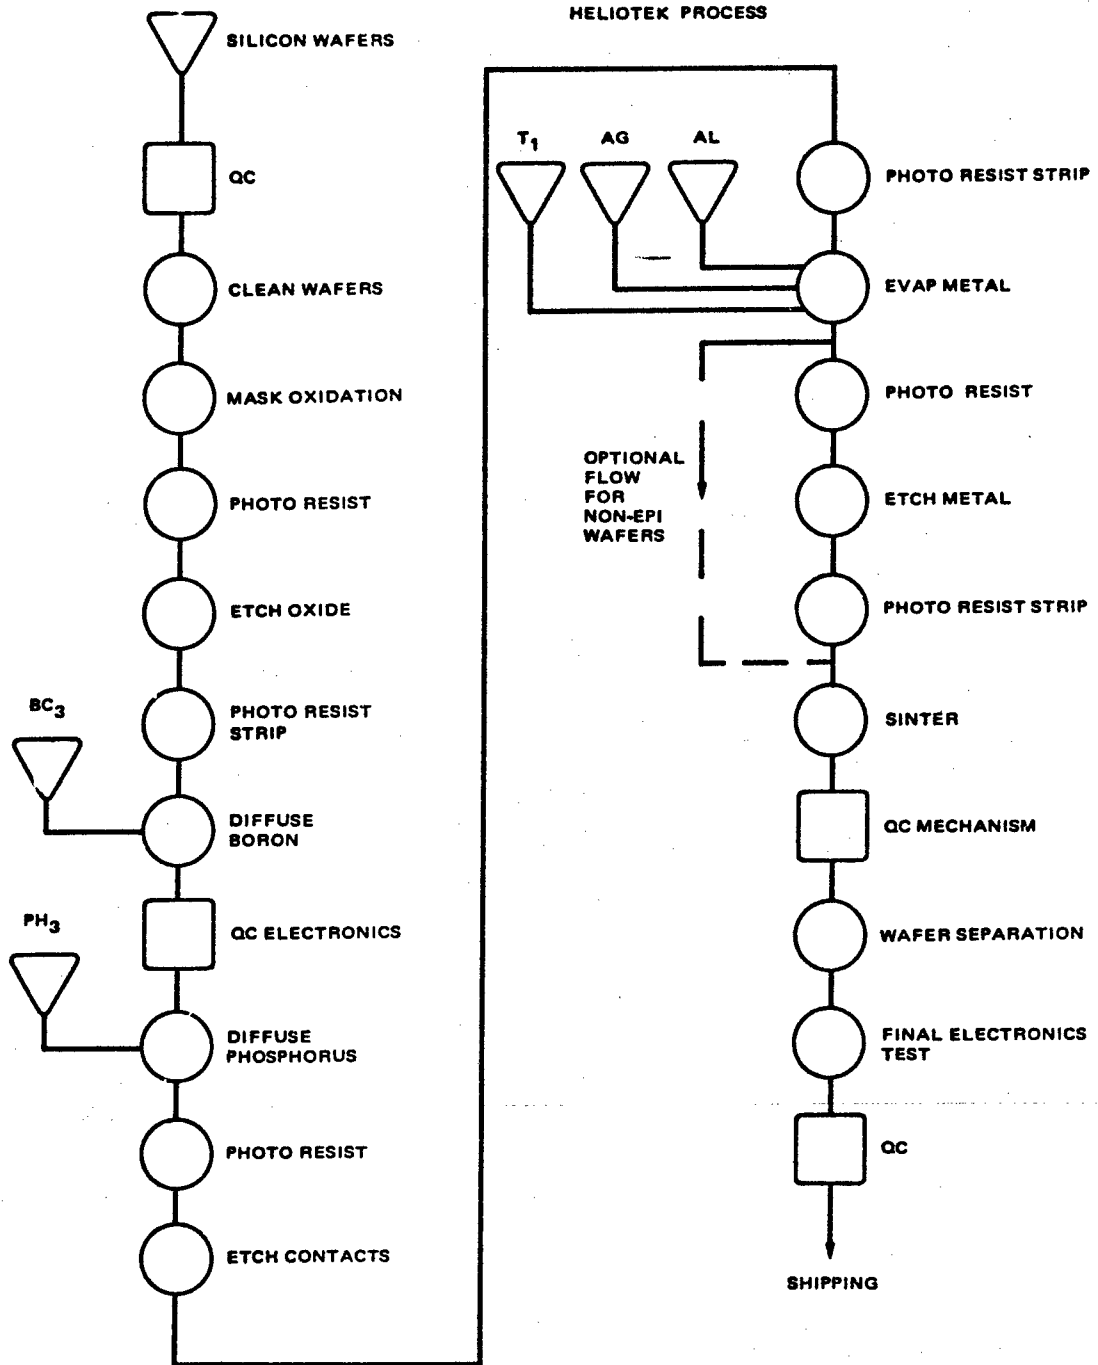 HELIOTEK PROCESS
SILICON WAFERS
QC
CLEAN WAFERS
MASK OXIDATION
PHOTO RESIST
ETCH OXIDE
PHOTO RESIST
STRIP
BC3
DIFFUSE
BORON
QC ELECTRONICS
PH3
DIFFUSE
PHOSPHORUS
PHOTO RESIST
ETCH CONTACTS
T1
AG
AL
PHOTO RESIST STRIP
EVAP METAL
PHOTO RESIST
OPTIONAL
FLOW
FOR
NON-EPI
WAFERS
ETCH METAL
PHOTO RESIST STRIP
SINTER
QC MECHANISM
WAFER SEPARATION
FINAL ELECTRONICS
TEST
QC
SHIPPING